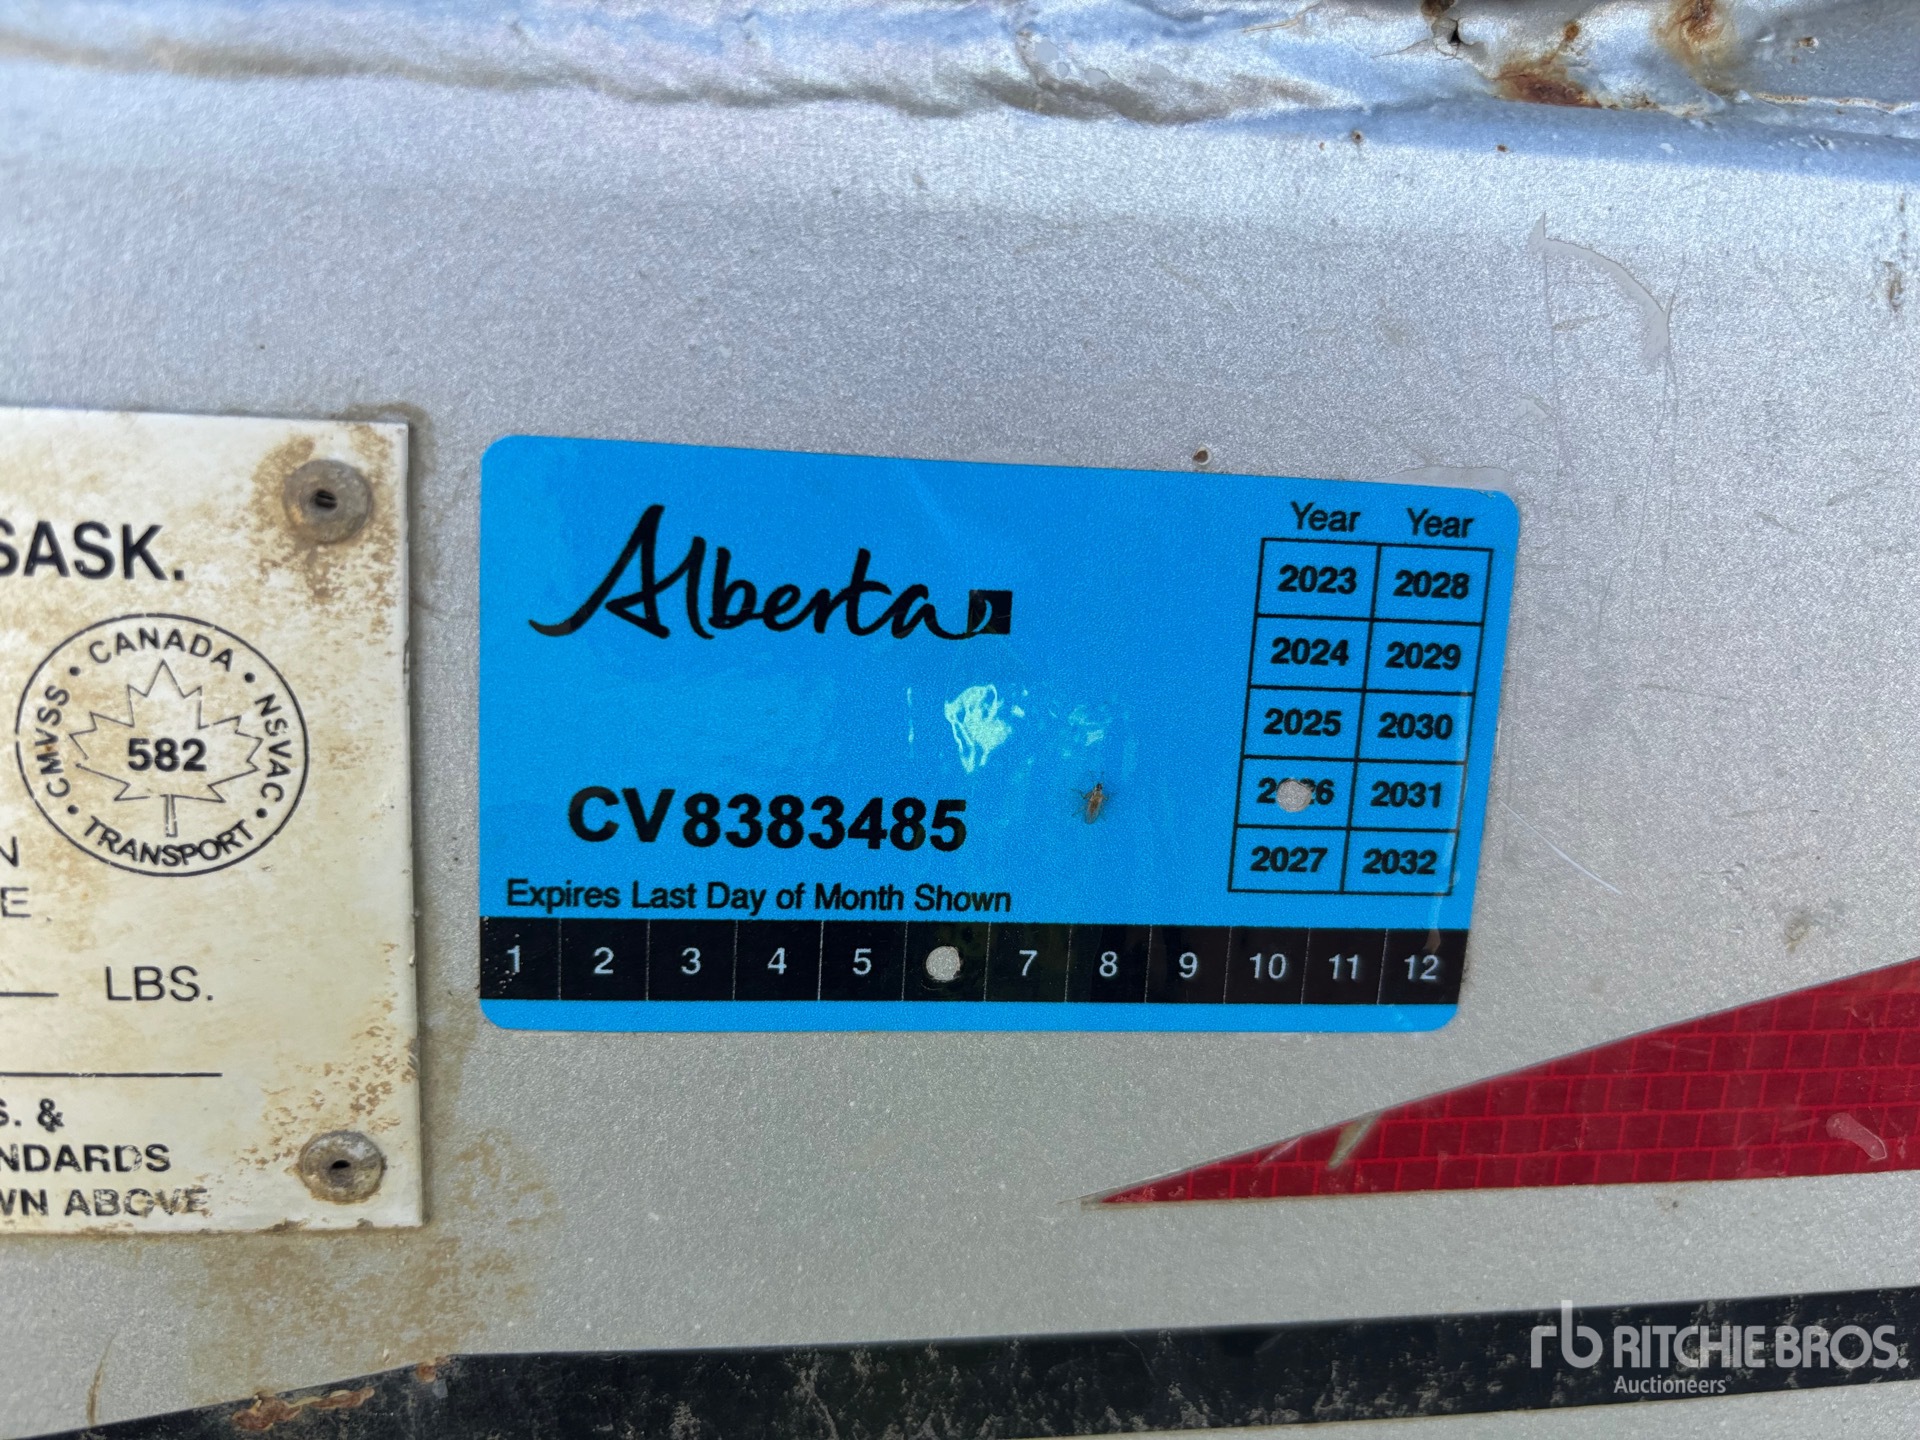 SASK.
CANADA
CMVSS
NSVAC
582
TRANSPORT
E
LBS.
&
NDARDS
WN ABOVE
Alberta
CV8383485
Expires Last Day of Month Shown
1 2 3 4 5 7 8 9 10 11 12
Year Year
2023 2028
2024 2029
2025 2030
2031
2027 2032
rb RITCHIE BROS.
Auctioneers